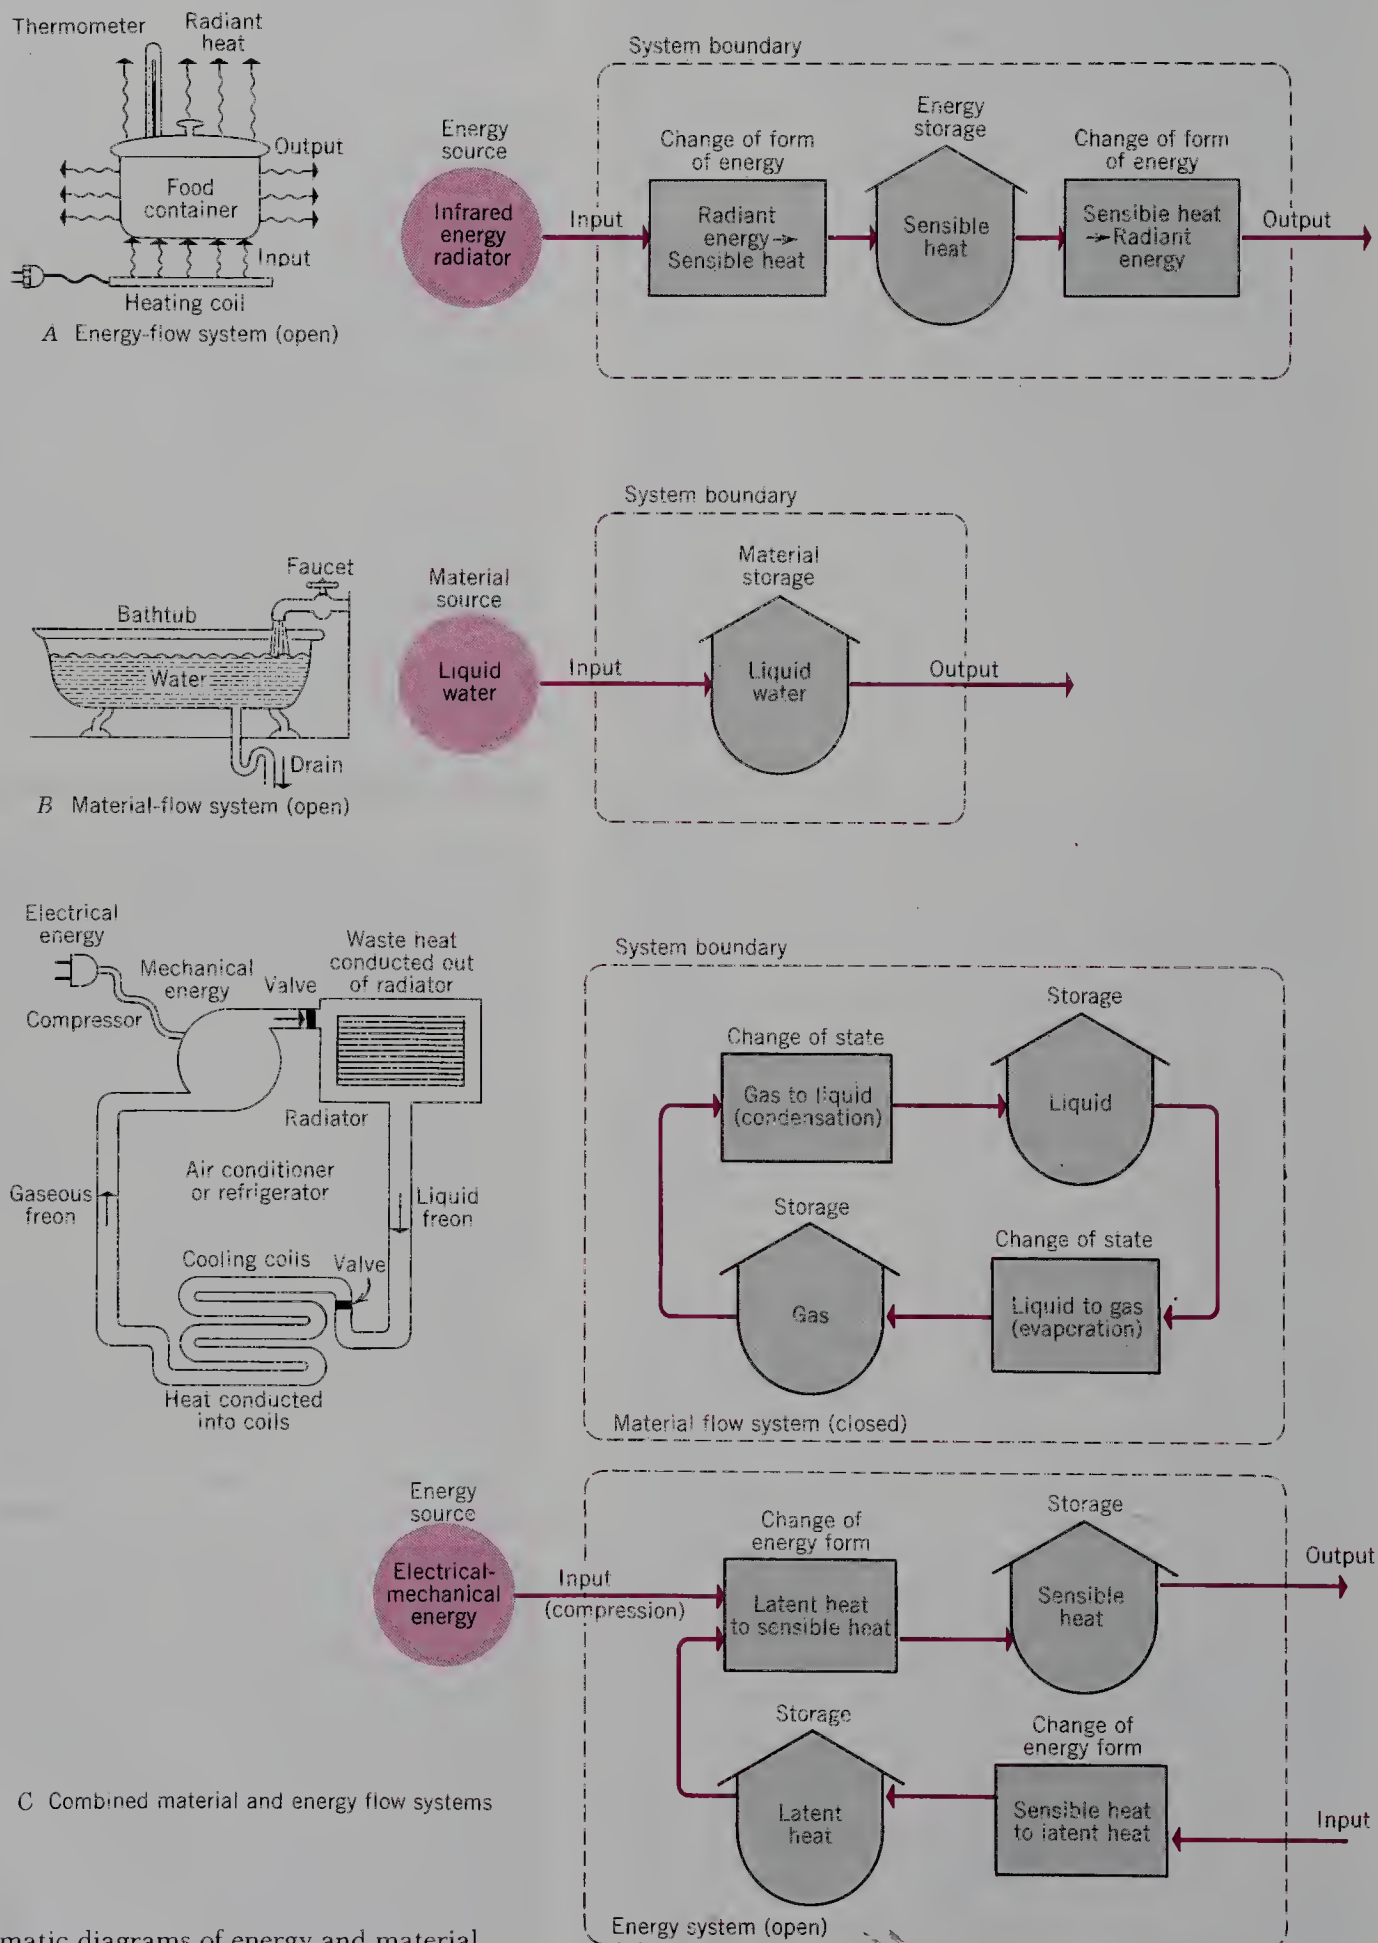 Thermometer
Radiant
heat
Output
Food
container
Input
Heating coil
A Energy-flow system (open)
System boundary
Energy
source
Infrared
energy
radiator
Input
Change of form
of energy
Radiant
energy →
Sensible heat
Energy
storage
Sensible
heat
Change of form
of energy
Sensible heat
→ Radiant
energy
Output
Faucet
Bathtub
Water
Drain
B Material-flow system (open)
System boundary
Material
source
Liquid
water
Input
Material
storage
Liquid
water
Output
Electrical
energy
Mechanical
energy
Valve
Waste heat
conducted out
of radiator
Compressor
Radiator
Air conditioner
or refrigerator
Gaseous
freon
Liquid
freon
Cooling coils
Valve
Heat conducted
into coils
System boundary
Change of state
Gas to liquid
(condensation)
Storage
Liquid
Storage
Gas
Change of state
Liquid to gas
(evaporation)
Material flow system (closed)
Energy
source
Electrical-
mechanical
energy
Input
(compression)
Change of
energy form
Latent heat
to sensible heat
Storage
Sensible
heat
Output
Storage
Latent
heat
Change of
energy form
Sensible heat
to latent heat
Input
Energy system (open)
C Combined material and energy flow systems
matic diagrams of energy and material